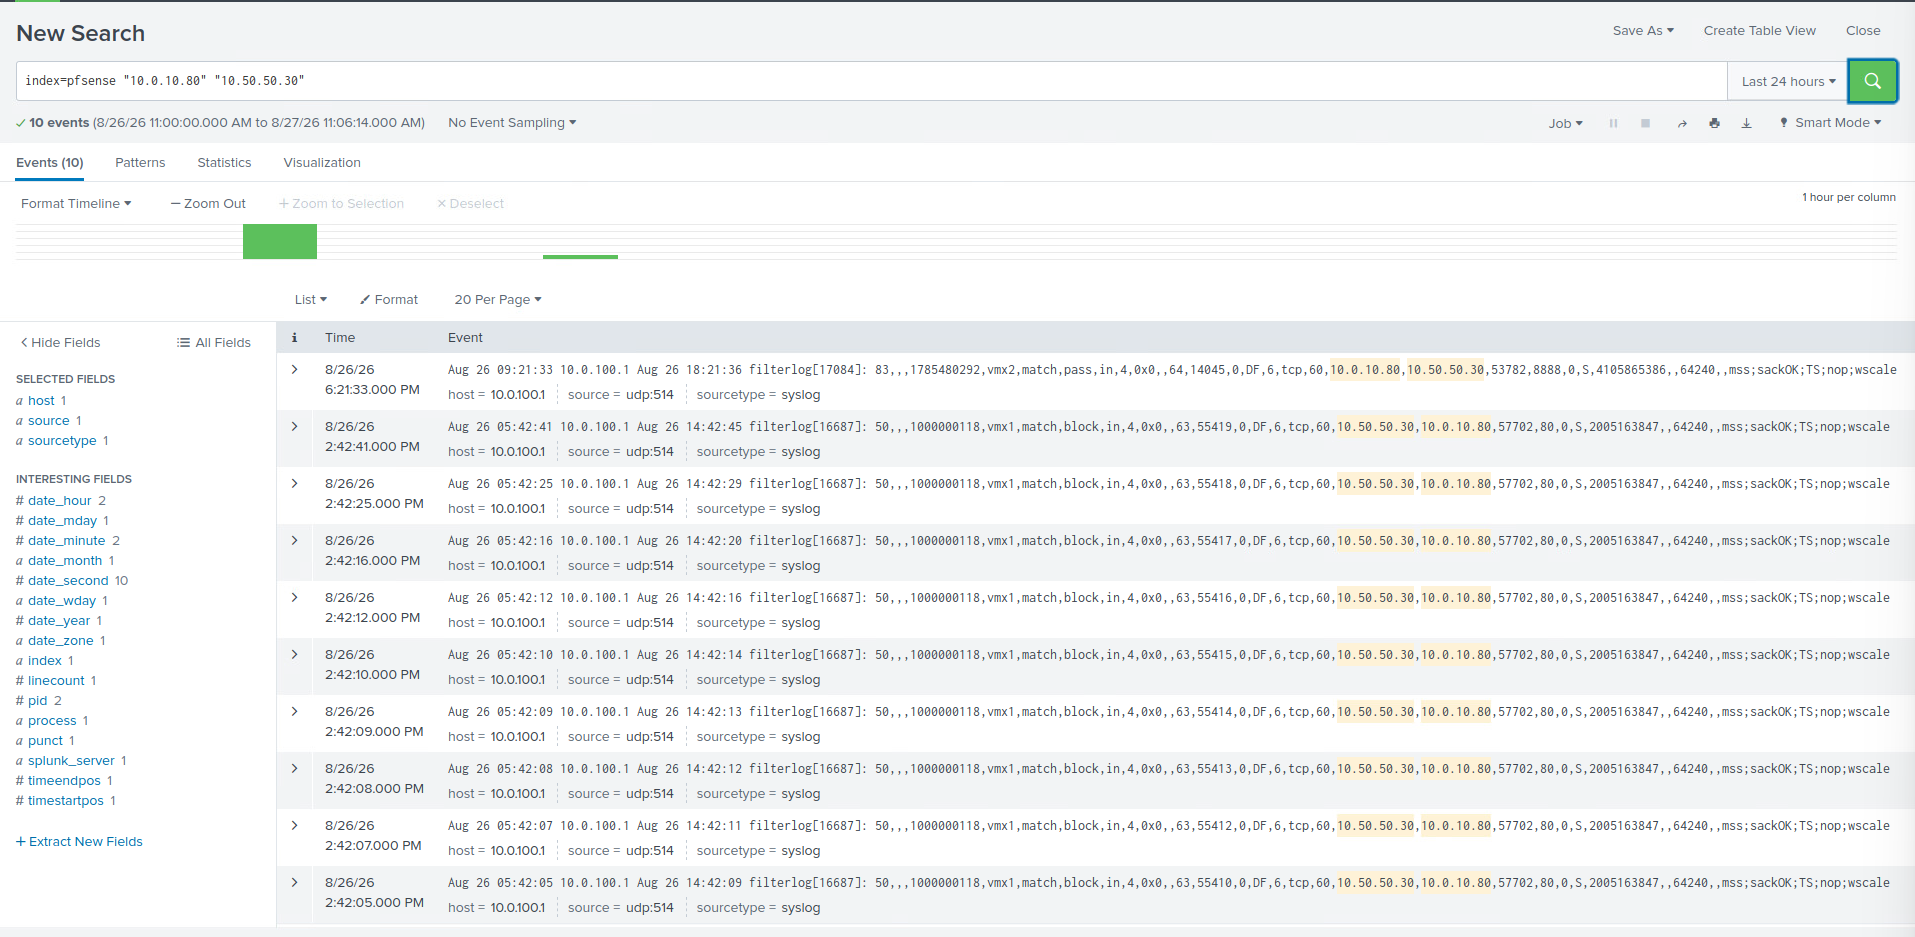 New Search
Save As
Create Table View
Close
index=pfsense "10.0.10.80" "10.50.50.30"
Last 24 hours
10 events (8/26/26 11:00:00.000 AM to 8/27/26 11:06:14.000 AM)
No Event Sampling
Job
Smart Mode
Events (10)
Patterns
Statistics
Visualization
Format Timeline
— Zoom Out
+ Zoom to Selection
× Deselect
1 hour per column
List
Format
20 Per Page
< Hide Fields
All Fields
SELECTED FIELDS
a host 1
a source 1
a sourcetype 1
INTERESTING FIELDS
# date_hour 2
# date_mday 1
# date_minute 2
a date_month 1
# date_second 10
a date_wday 1
# date_year 1
a date_zone 1
a index 1
# linecount 1
# pid 2
a process 1
a punct 1
a splunk_server 1
# timeendpos 1
# timestartpos 1
+ Extract New Fields
i
Time
Event
8/26/26
6:21:33.000 PM
Aug 26 09:21:33 10.0.100.1 Aug 26 18:21:36 filterlog[17084]: 83,,,1785480292,vmx2,match,pass,in,4,0x0,,64,14045,0,DF,6,tcp,60,10.0.10.80,10.50.50.30,53782,8888,0,S,4105865386,,64240,,mss;sackOK;TS;nop;wscale
host = 10.0.100.1 source = udp:514 sourcetype = syslog
8/26/26
2:42:41.000 PM
Aug 26 05:42:41 10.0.100.1 Aug 26 14:42:45 filterlog[16687]: 50,,,1000000118,vmx1,match,block,in,4,0x0,,63,55419,0,DF,6,tcp,60,10.50.50.30,10.0.10.80,57702,80,0,S,2005163847,,64240,,mss;sackOK;TS;nop;wscale
host = 10.0.100.1 source = udp:514 sourcetype = syslog
8/26/26
2:42:25.000 PM
Aug 26 05:42:25 10.0.100.1 Aug 26 14:42:29 filterlog[16687]: 50,,,1000000118,vmx1,match,block,in,4,0x0,,63,55418,0,DF,6,tcp,60,10.50.50.30,10.0.10.80,57702,80,0,S,2005163847,,64240,,mss;sackOK;TS;nop;wscale
host = 10.0.100.1 source = udp:514 sourcetype = syslog
8/26/26
2:42:16.000 PM
Aug 26 05:42:16 10.0.100.1 Aug 26 14:42:20 filterlog[16687]: 50,,,1000000118,vmx1,match,block,in,4,0x0,,63,55417,0,DF,6,tcp,60,10.50.50.30,10.0.10.80,57702,80,0,S,2005163847,,64240,,mss;sackOK;TS;nop;wscale
host = 10.0.100.1 source = udp:514 sourcetype = syslog
8/26/26
2:42:12.000 PM
Aug 26 05:42:12 10.0.100.1 Aug 26 14:42:16 filterlog[16687]: 50,,,1000000118,vmx1,match,block,in,4,0x0,,63,55416,0,DF,6,tcp,60,10.50.50.30,10.0.10.80,57702,80,0,S,2005163847,,64240,,mss;sackOK;TS;nop;wscale
host = 10.0.100.1 source = udp:514 sourcetype = syslog
8/26/26
2:42:10.000 PM
Aug 26 05:42:10 10.0.100.1 Aug 26 14:42:14 filterlog[16687]: 50,,,1000000118,vmx1,match,block,in,4,0x0,,63,55415,0,DF,6,tcp,60,10.50.50.30,10.0.10.80,57702,80,0,S,2005163847,,64240,,mss;sackOK;TS;nop;wscale
host = 10.0.100.1 source = udp:514 sourcetype = syslog
8/26/26
2:42:09.000 PM
Aug 26 05:42:09 10.0.100.1 Aug 26 14:42:13 filterlog[16687]: 50,,,1000000118,vmx1,match,block,in,4,0x0,,63,55414,0,DF,6,tcp,60,10.50.50.30,10.0.10.80,57702,80,0,S,2005163847,,64240,,mss;sackOK;TS;nop;wscale
host = 10.0.100.1 source = udp:514 sourcetype = syslog
8/26/26
2:42:08.000 PM
Aug 26 05:42:08 10.0.100.1 Aug 26 14:42:12 filterlog[16687]: 50,,,1000000118,vmx1,match,block,in,4,0x0,,63,55413,0,DF,6,tcp,60,10.50.50.30,10.0.10.80,57702,80,0,S,2005163847,,64240,,mss;sackOK;TS;nop;wscale
host = 10.0.100.1 source = udp:514 sourcetype = syslog
8/26/26
2:42:07.000 PM
Aug 26 05:42:07 10.0.100.1 Aug 26 14:42:11 filterlog[16687]: 50,,,1000000118,vmx1,match,block,in,4,0x0,,63,55412,0,DF,6,tcp,60,10.50.50.30,10.0.10.80,57702,80,0,S,2005163847,,64240,,mss;sackOK;TS;nop;wscale
host = 10.0.100.1 source = udp:514 sourcetype = syslog
8/26/26
2:42:05.000 PM
Aug 26 05:42:05 10.0.100.1 Aug 26 14:42:09 filterlog[16687]: 50,,,1000000118,vmx1,match,block,in,4,0x0,,63,55410,0,DF,6,tcp,60,10.50.50.30,10.0.10.80,57702,80,0,S,2005163847,,64240,,mss;sackOK;TS;nop;wscale
host = 10.0.100.1 source = udp:514 sourcetype = syslog